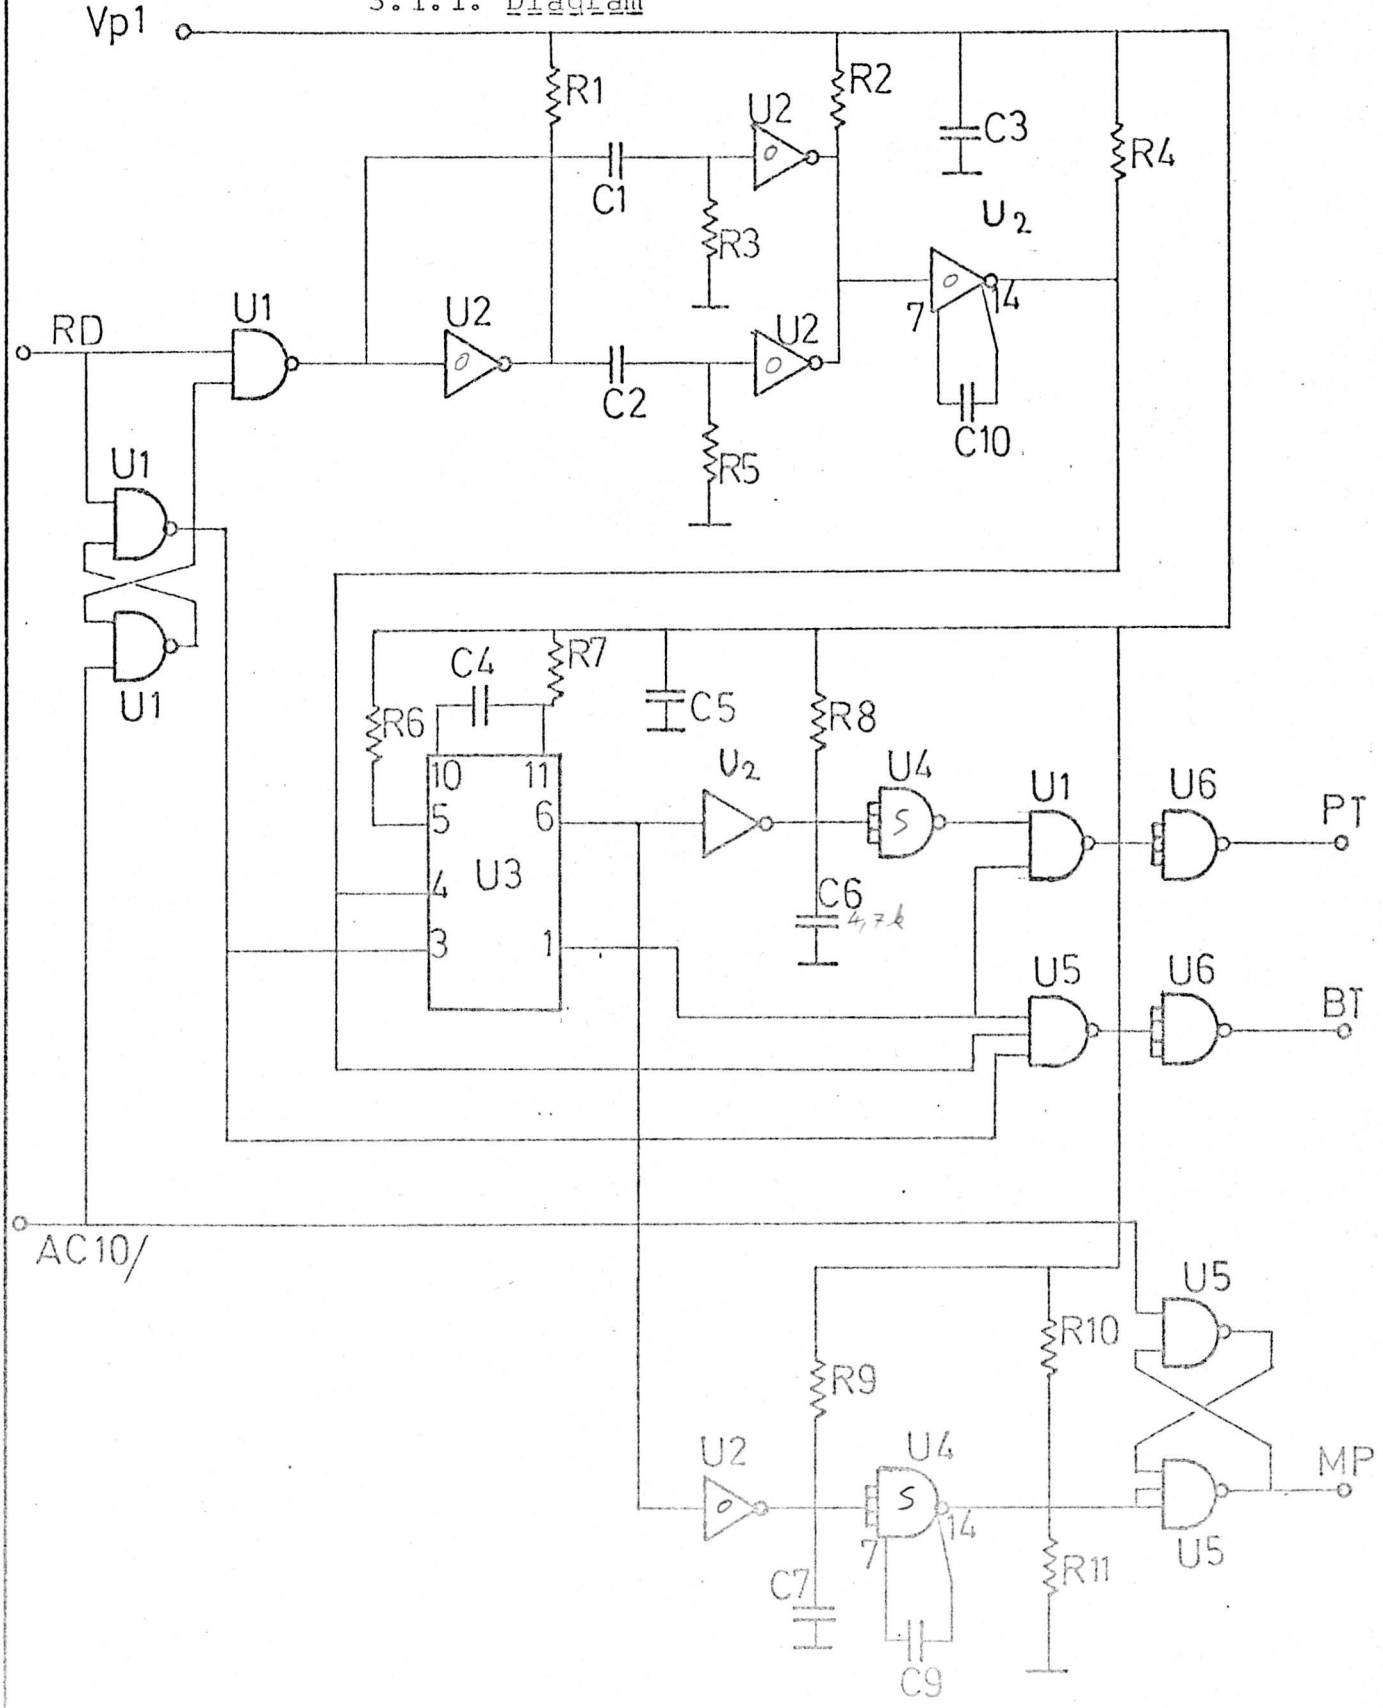 3.1.1. Diagram
Vp1
R1
R2
U2
C3
R4
C1
U2
R3
U1
RD
U2
U2
7
14
C2
C10
R5
U1
U1
C4
R7
C5
R6
R8
10
11
U2
U4
U1
U6
PT
5
6
S
U3
4
C6
4,7k
3
1
U5
U6
BT
AC10/
U5
R10
R9
U2
U4
S
MP
7
14
U5
R11
C7
C9